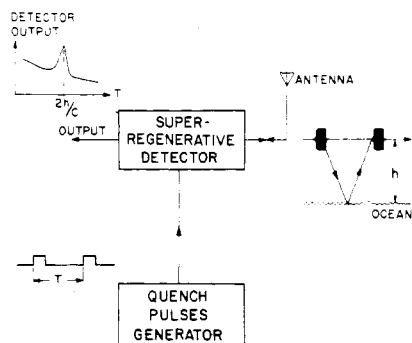 DETECTOR
OUTPUT
T
2h/C
ANTENNA
OUTPUT
SUPER-
REGENERATIVE
DETECTOR
h
OCEAN
T
QUENCH
PULSES
GENERATOR